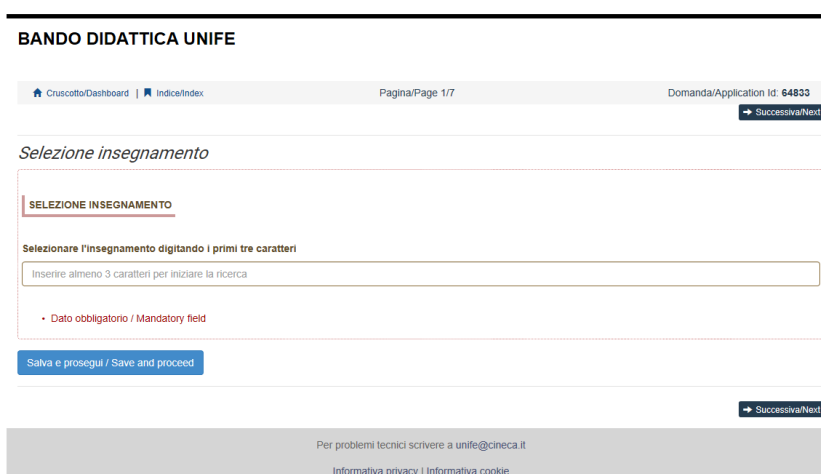 BANDO DIDATTICA UNIFE
Cruscotto/Dashboard | Indice/Index Pagina/Page 1/7 Domanda/Application Id: 64833
Successiva/Next
Selezione insegnamento
SELEZIONE INSEGNAMENTO
Selezionare l'insegnamento digitando i primi tre caratteri
Inserire almeno 3 caratteri per iniziare la ricerca
• Dato obbligatorio / Mandatory field
Salva e prosegui / Save and proceed
Successiva/Next
Per problemi tecnici scrivere a unife@cineca.it
Informativa privacy | Informativa cookie